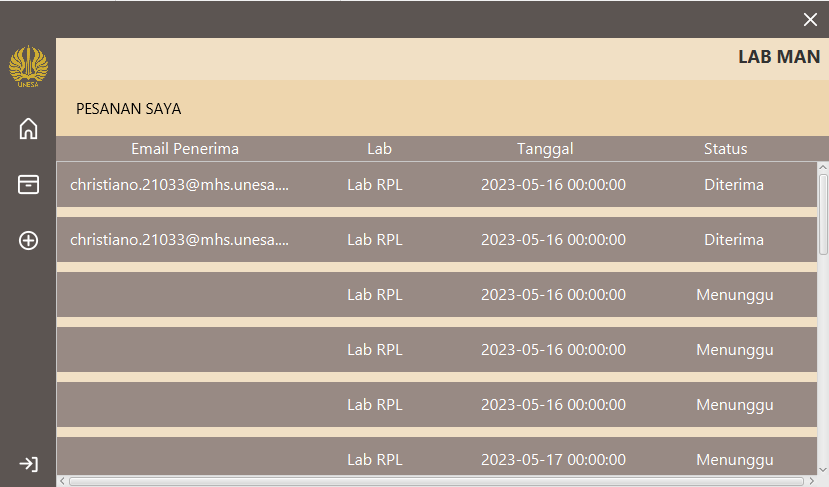 UNESA
LAB MAN
PESANAN SAYA
Email Penerima Lab Tanggal Status
christiano.21033@mhs.unesa.... Lab RPL 2023-05-16 00:00:00 Diterima
christiano.21033@mhs.unesa.... Lab RPL 2023-05-16 00:00:00 Diterima
Lab RPL 2023-05-16 00:00:00 Menunggu
Lab RPL 2023-05-16 00:00:00 Menunggu
Lab RPL 2023-05-16 00:00:00 Menunggu
Lab RPL 2023-05-17 00:00:00 Menunggu